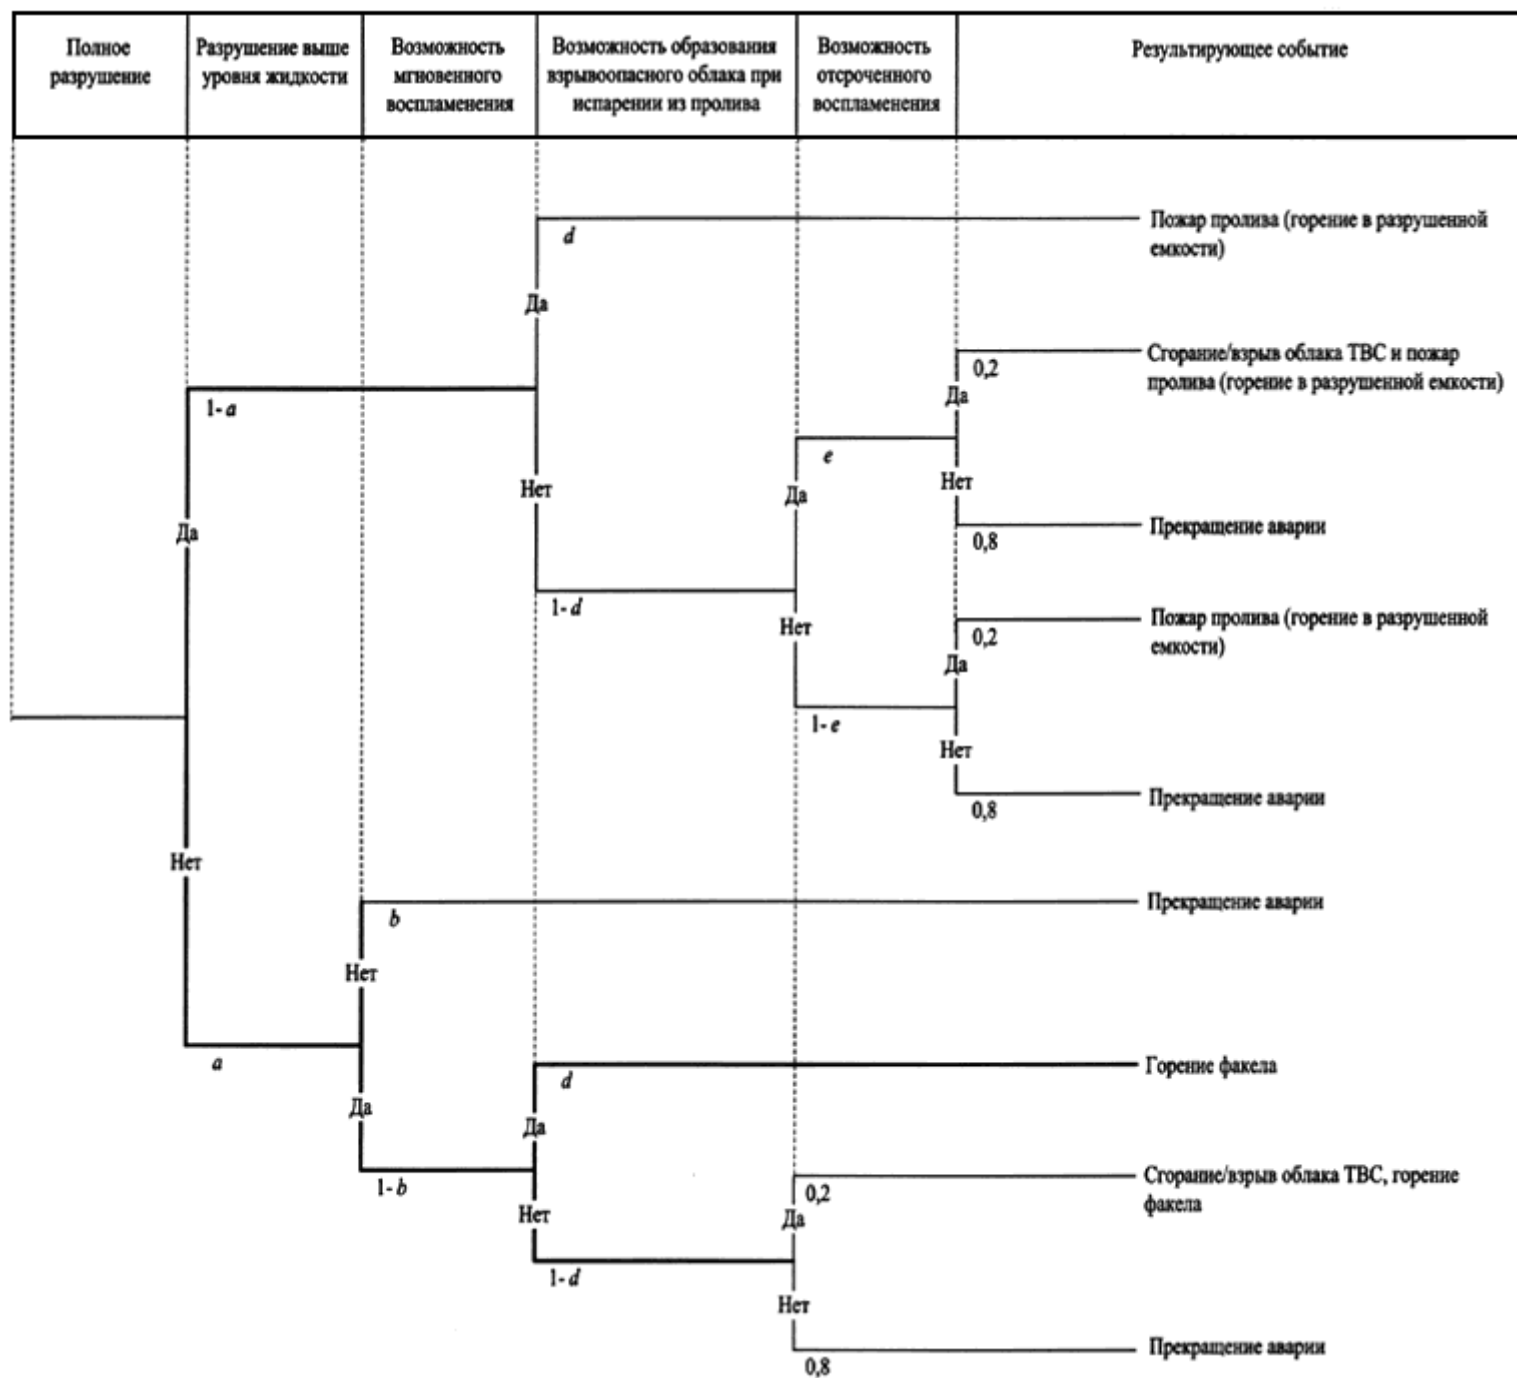 Полное
разрушение
Разрушение выше
уровня жидкости
Возможность
мгновенного
воспламенения
Возможность образования
взрывоопасного облака при
испарении из пролива
Возможность
отсроченного
воспламенения
Результирующее событие
d
Пожар пролива (горение в разрушенной
емкости)
Да
0,2
Сгорание/взрыв облака ТВС и пожар
пролива (горение в разрушенной емкости)
Да
1- a
e
Нет
Да
Нет
Да
0,8
Прекращение аварии
1- d
0,2
Пожар пролива (горение в разрушенной
емкости)
Нет
Да
1- e
Нет
0,8
Прекращение аварии
Нет
b
Прекращение аварии
Нет
a
d
Горение факела
Да
Да
1- b
0,2
Сгорание/взрыв облака ТВС, горение
факела
Нет
Да
1- d
Нет
0,8
Прекращение аварии